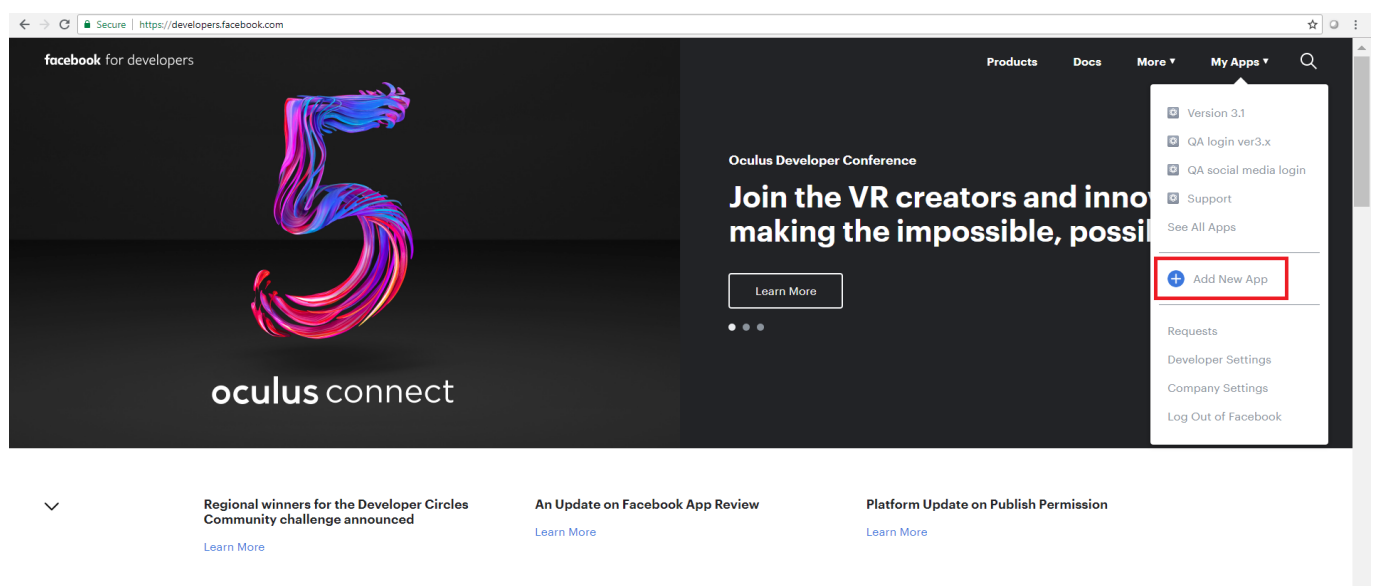 Secure | https://developers.facebook.com
facebook for developers
Products Docs More ▼ My Apps ▼
5
oculus connect
Oculus Developer Conference
Join the VR creators and inno
making the impossible, possi
Learn More
Version 3.1
QA login ver3.x
QA social media login
Support
See All Apps
Add New App
Requests
Developer Settings
Company Settings
Log Out of Facebook
Regional winners for the Developer Circles
Community challenge announced
Learn More
An Update on Facebook App Review
Learn More
Platform Update on Publish Permission
Learn More